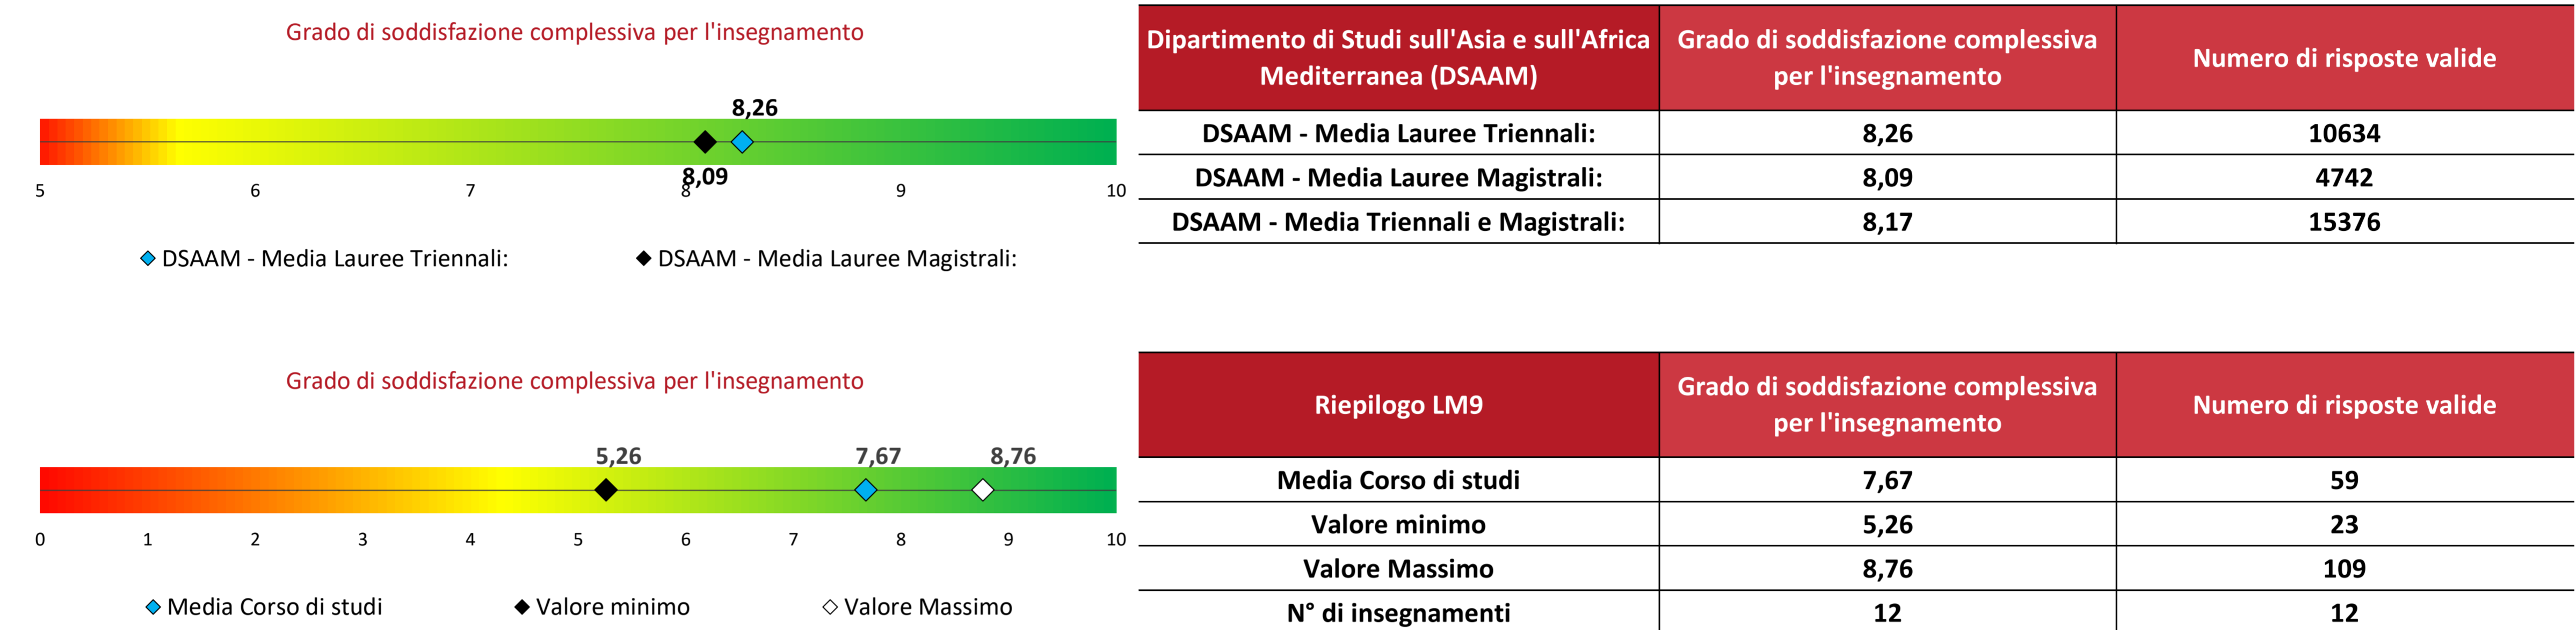 Grado di soddisfazione complessiva per l'insegnamento
8,26
8,09
5 6 7 8 9 10
DSAAM - Media Lauree Triennali: DSAAM - Media Lauree Magistrali:
Dipartimento di Studi sull'Asia e sull'Africa
Mediterranea (DSAAM)
Grado di soddisfazione complessiva
per l'insegnamento
Numero di risposte valide
DSAAM - Media Lauree Triennali: 8,26 10634
DSAAM - Media Lauree Magistrali: 8,09 4742
DSAAM - Media Triennali e Magistrali: 8,17 15376
Grado di soddisfazione complessiva per l'insegnamento
5,26 7,67 8,76
0 1 2 3 4 5 6 7 8 9 10
Media Corso di studi Valore minimo Valore Massimo
Riepilogo LM9
Grado di soddisfazione complessiva
per l'insegnamento
Numero di risposte valide
Media Corso di studi 7,67 59
Valore minimo 5,26 23
Valore Massimo 8,76 109
N° di insegnamenti 12 12